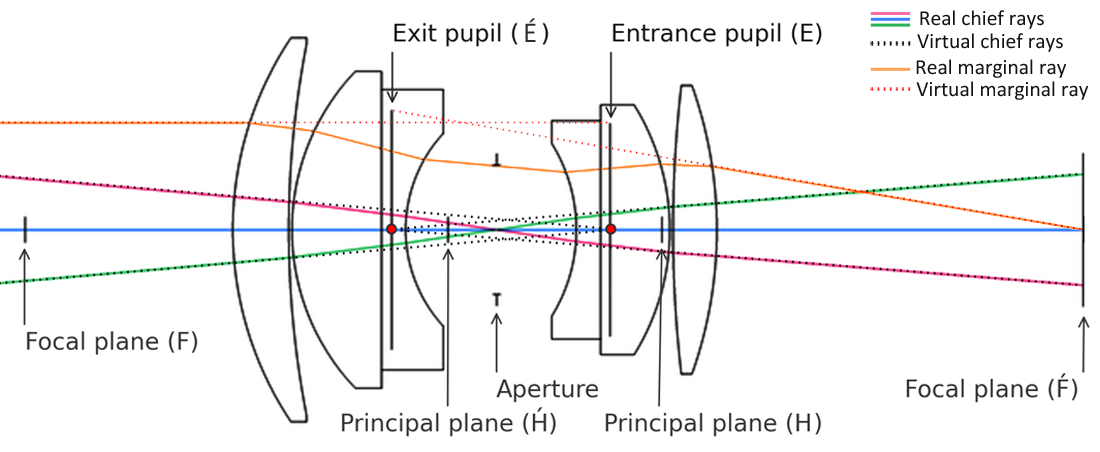 Exit pupil (É)
Entrance pupil (E)
Real chief rays
Virtual chief rays
Real marginal ray
Virtual marginal ray
Focal plane (F)
Aperture
Focal plane (F́)
Principal plane (H́)
Principal plane (H)